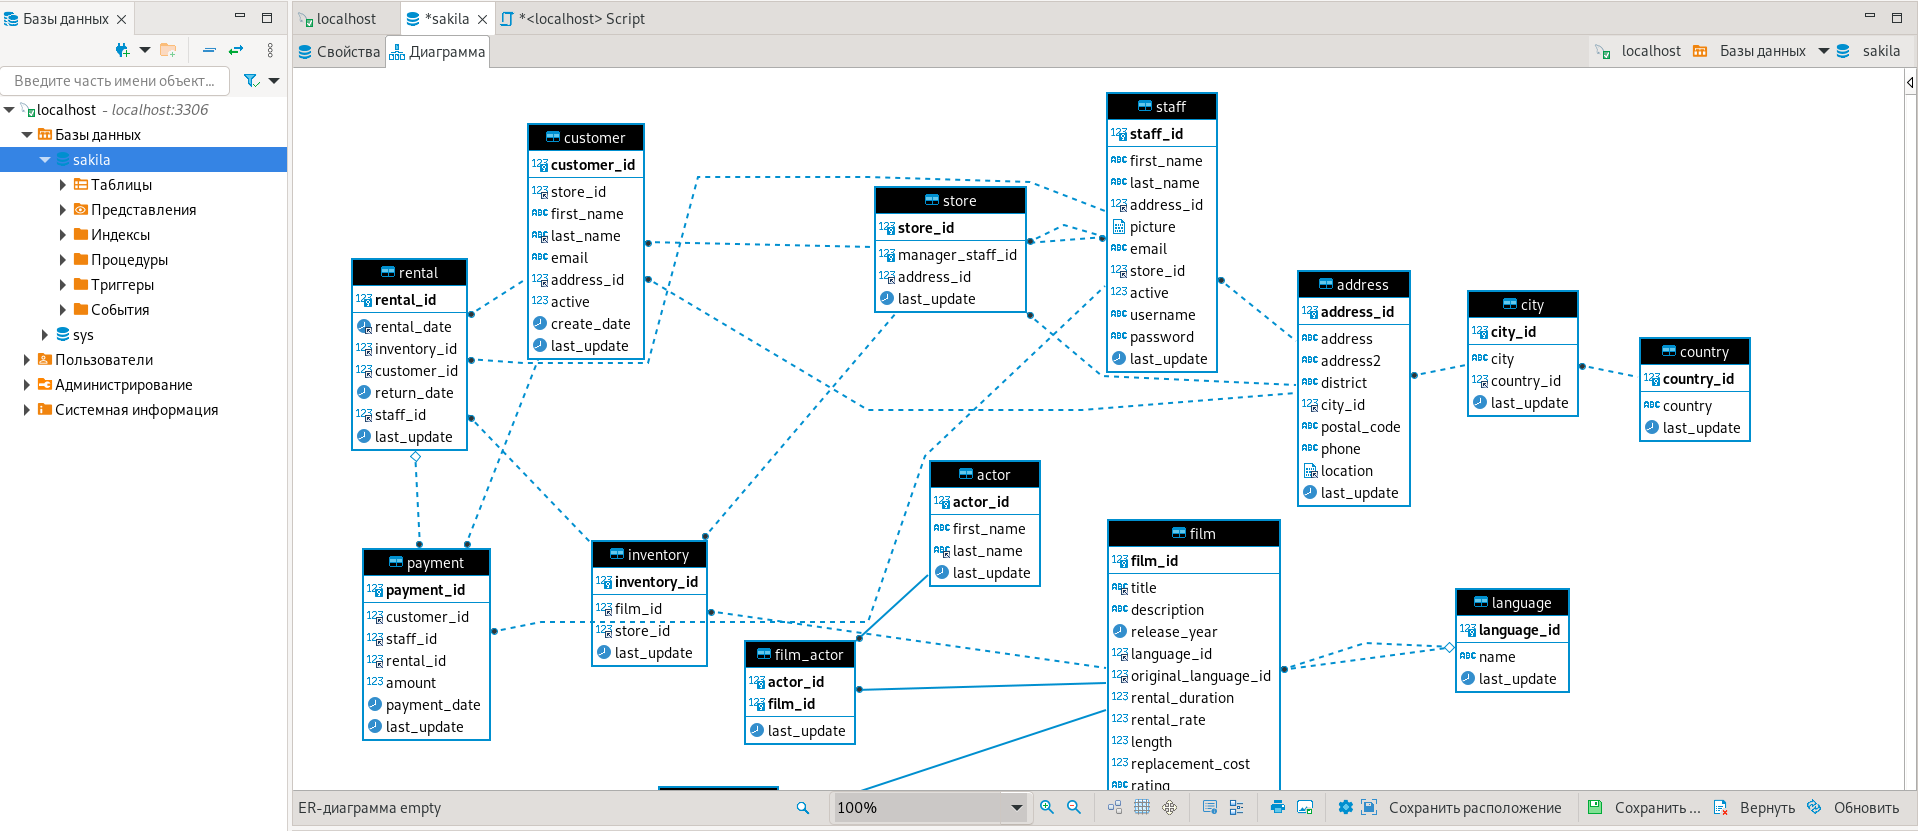 Базы данных
localhost
*sakila
*<localhost> Script
Свойства
Диаграмма
localhost
Базы данных
sakila
Введите часть имени объект...
localhost - localhost:3306
Базы данных
sakila
Таблицы
Представления
Индексы
Процедуры
Триггеры
События
sys
Пользователи
Администрирование
Системная информация
customer
customer_id
store_id
first_name
last_name
email
address_id
active
create_date
last_update
rental
rental_id
rental_date
inventory_id
customer_id
return_date
staff_id
last_update
store
store_id
manager_staff_id
address_id
last_update
staff
staff_id
first_name
last_name
address_id
picture
email
store_id
active
username
password
last_update
address
address_id
address
address2
district
city_id
postal_code
phone
location
last_update
city
city_id
city
country_id
last_update
country
country_id
country
last_update
payment
payment_id
customer_id
staff_id
rental_id
amount
payment_date
last_update
inventory
inventory_id
film_id
store_id
last_update
actor
actor_id
first_name
last_name
last_update
film_actor
actor_id
film_id
last_update
film
film_id
title
description
release_year
language_id
original_language_id
rental_duration
rental_rate
length
replacement_cost
rating
language
language_id
name
last_update
ER-диаграмма empty
100%
Сохранить расположение
Сохранить ...
Вернуть
Обновить